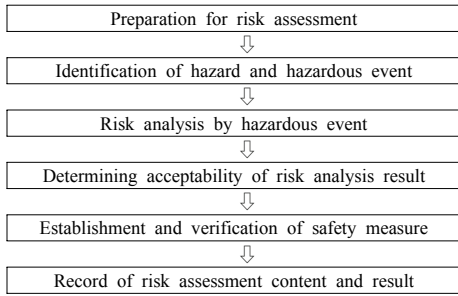 Preparation for risk assessment
Identification of hazard and hazardous event
Risk analysis by hazardous event
Determining acceptability of risk analysis result
Establishment and verification of safety measure
Record of risk assessment content and result